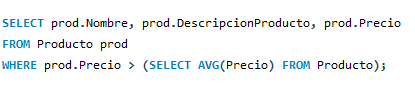 SELECT prod.Nombre, prod.DescripcionProducto, prod.Precio
FROM Producto prod
WHERE prod.Precio > (SELECT AVG(Precio) FROM Producto);